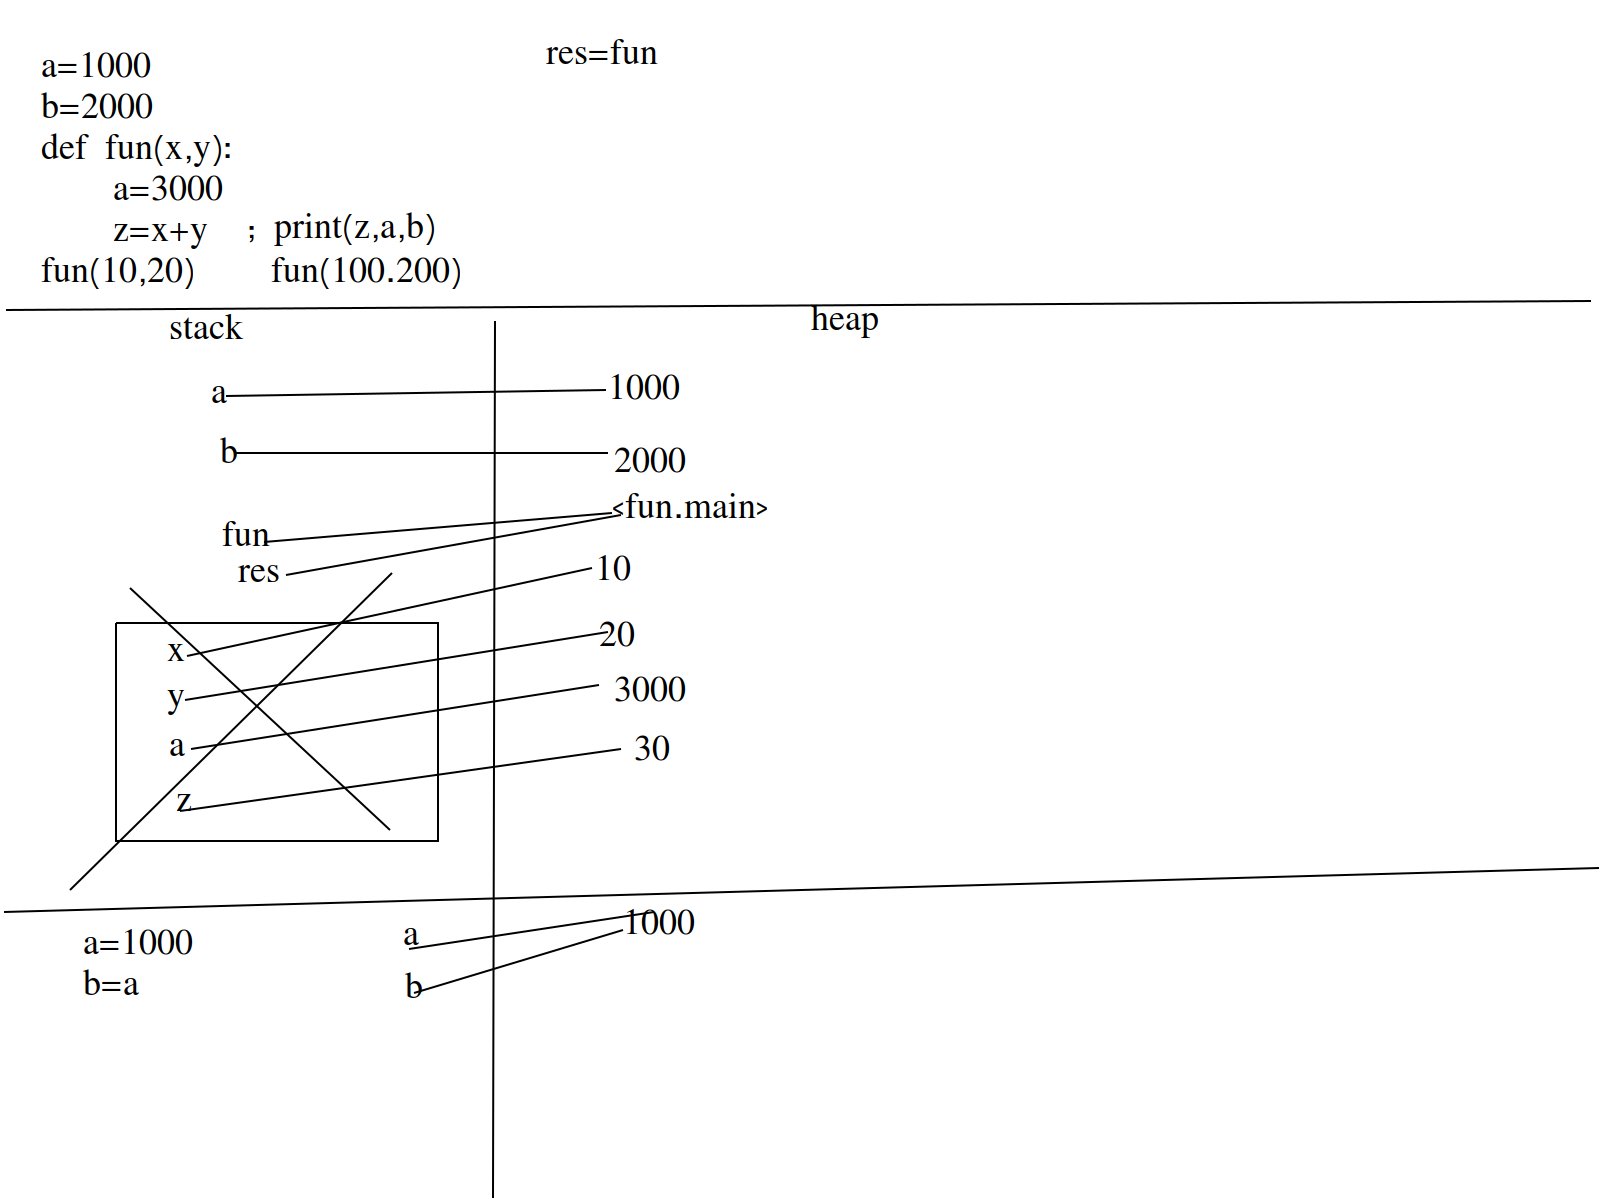 a=1000
b=2000
def fun(x,y):
a=3000
z=x+y ; print(z,a,b)
fun(10,20) fun(100.200)
res=fun
stack heap
a 1000
b 2000
fun <fun.main>
res
x 10
y 20
a 3000
z 30
a=1000
b=a
a 1000
b